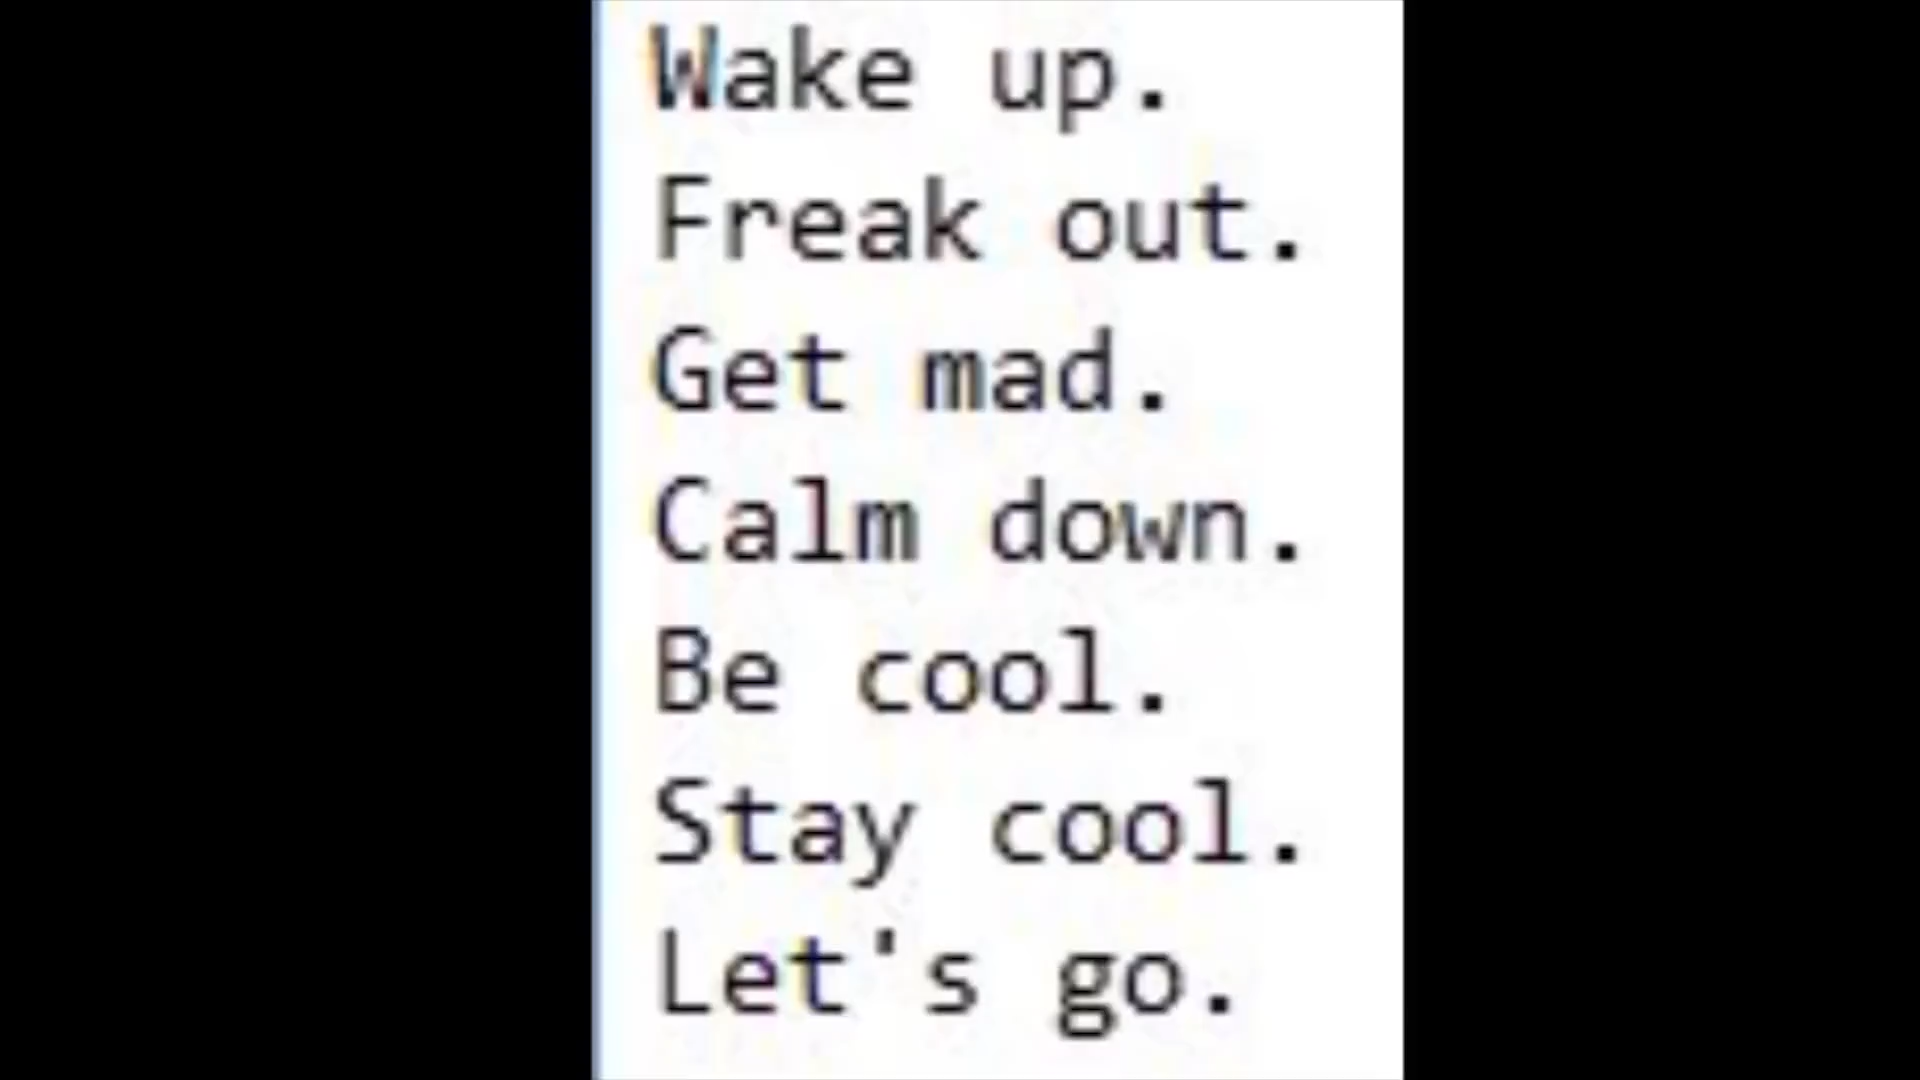 Wake up.
Freak out.
Get mad.
Calm down.
Be cool.
Stay cool.
Let's go.